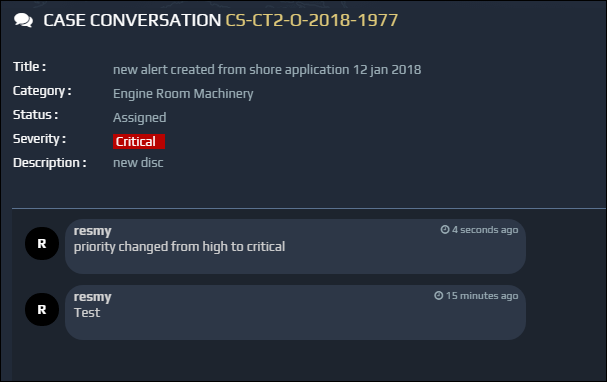 CASE CONVERSATION CS-CT2-O-2018-1977
Title : new alert created from shore application 12 jan 2018
Category : Engine Room Machinery
Status : Assigned
Severity : Critical
Description : new disc
R resmy 4 seconds ago
priority changed from high to critical
R resmy 15 minutes ago
Test